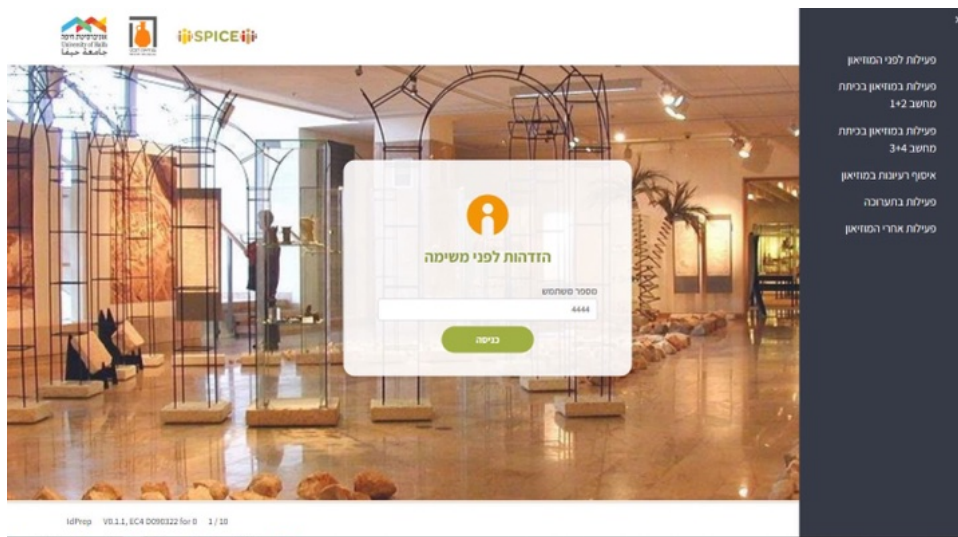 אוניברסיטת חיפה
University of Haifa
جامعة حيفا
SPICE
פעילות לפני המוזיאון
פעילות במוזיאון בכיתת
מחשב 1+2
פעילות במוזיאון בכיתת
מחשב 3+4
איסוף רעיונות במוזיאון
פעילות בתערוכה
פעילות אחרי המוזיאון
הזדהות לפני משימה
מספר משתמש
4444
כניסה
IdPrep V0.1.1, EC4 D090322 for 0 1 / 10